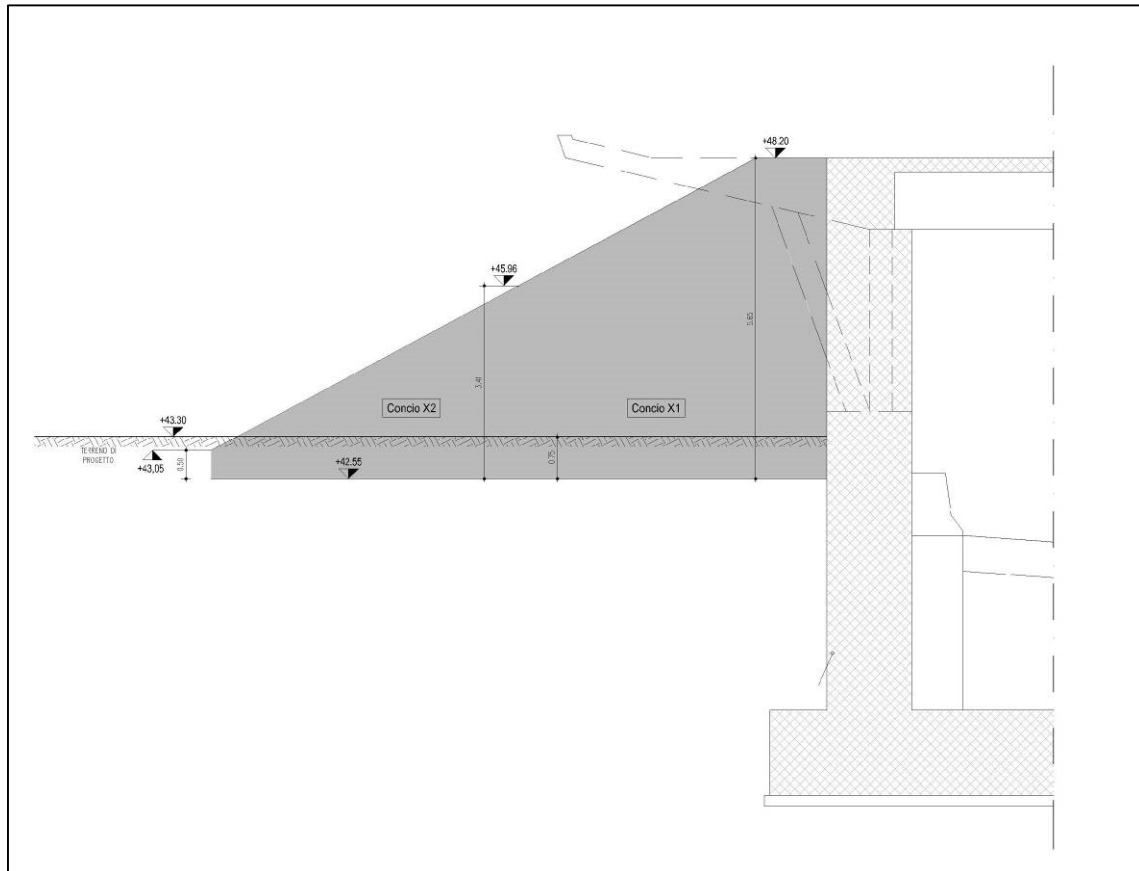 +48.20
+45.96
5.65
3.41
Concio X2
Concio X1
+43.30
TERRENO DI
PROGETTO
+43,05
0.50
0.75
+42.55